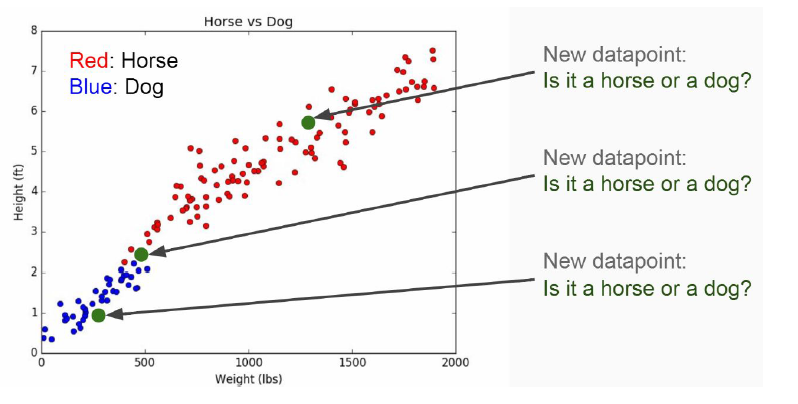 Horse vs Dog
Red: Horse
Blue: Dog
Height (ft)
8
7
6
5
4
3
2
1
0
0 500 1000 1500 2000
Weight (lbs)
New datapoint:
Is it a horse or a dog?
New datapoint:
Is it a horse or a dog?
New datapoint:
Is it a horse or a dog?